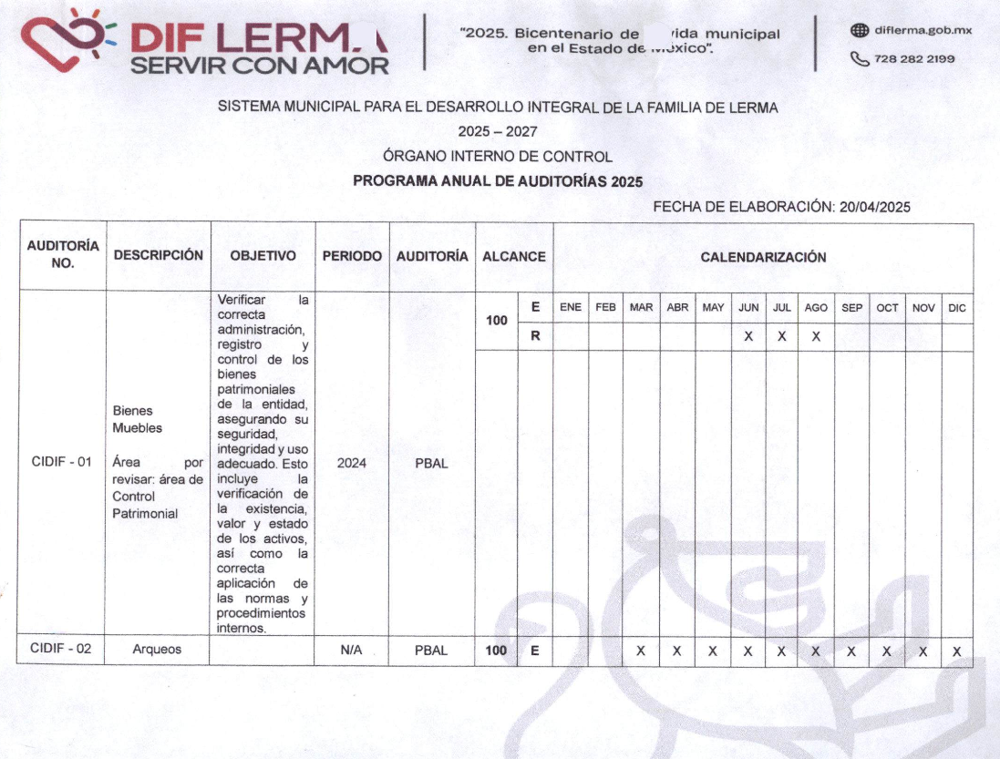 DIF LERMA
SERVIR CON AMOR
"2025. Bicentenario de vida municipal
en el Estado de México".
diflerma.gob.mx
728 282 2199
SISTEMA MUNICIPAL PARA EL DESARROLLO INTEGRAL DE LA FAMILIA DE LERMA
2025 – 2027
ÓRGANO INTERNO DE CONTROL
PROGRAMA ANUAL DE AUDITORÍAS 2025
FECHA DE ELABORACIÓN: 20/04/2025
AUDITORÍA NO. DESCRIPCIÓN OBJETIVO PERIODO AUDITORÍA ALCANCE CALENDARIZACIÓN
CIDIF - 01
Bienes
Muebles
Área por
revisar: área de
Control
Patrimonial
Verificar la
correcta
administración,
registro y
control de los
bienes
patrimoniales
de la entidad,
asegurando su
seguridad,
integridad y uso
adecuado. Esto
incluye la
verificación de
la existencia,
valor y estado
de los activos,
así como la
correcta
aplicación de
las normas y
procedimientos
internos.
2024
PBAL
100
E ENE FEB MAR ABR MAY JUN JUL AGO SEP OCT NOV DIC
R X X X
CIDIF - 02 Arqueos N/A PBAL 100 E X X X X X X X X X X